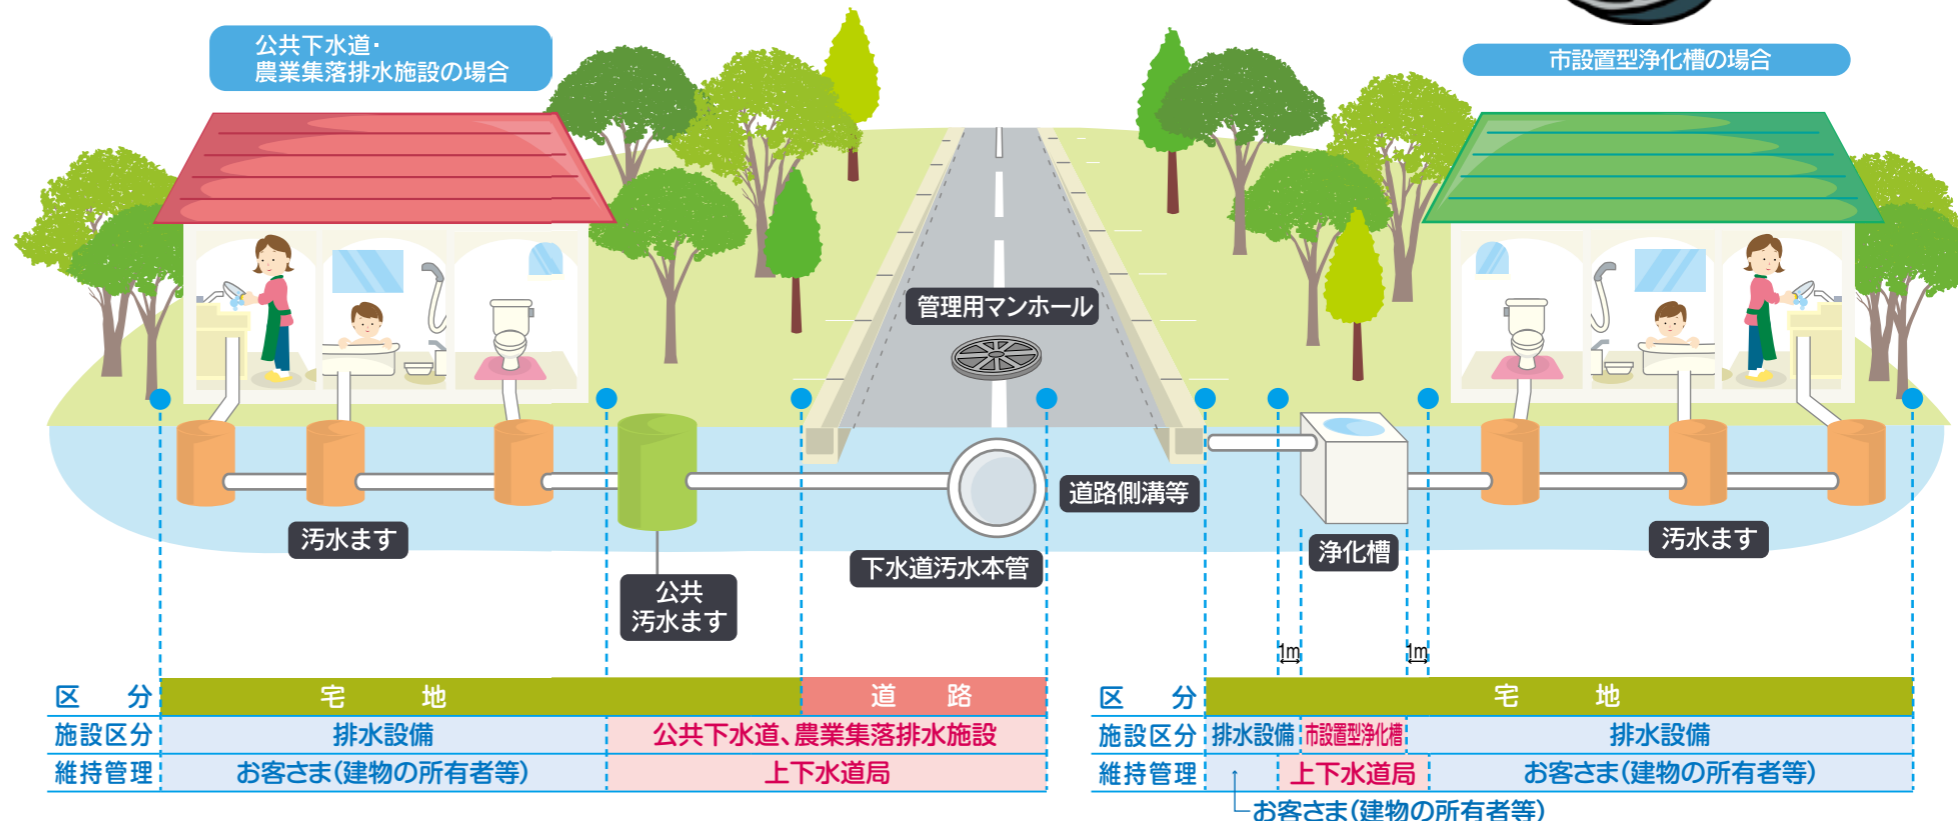 公共下水道・
農業集落排水施設の場合
市設置型浄化槽の場合
管理用マンホール
道路側溝等
汚水ます
下水道汚水本管
公共
汚水ます
浄化槽
汚水ます
1m
1m
区 分 宅 地 道 路
施設区分 排水設備 公共下水道、農業集落排水施設
維持管理 お客さま(建物の所有者等) 上下水道局
区 分 宅 地
施設区分 排水設備 市設置型浄化槽 排水設備
維持管理 上下水道局 お客さま(建物の所有者等)
お客さま(建物の所有者等)